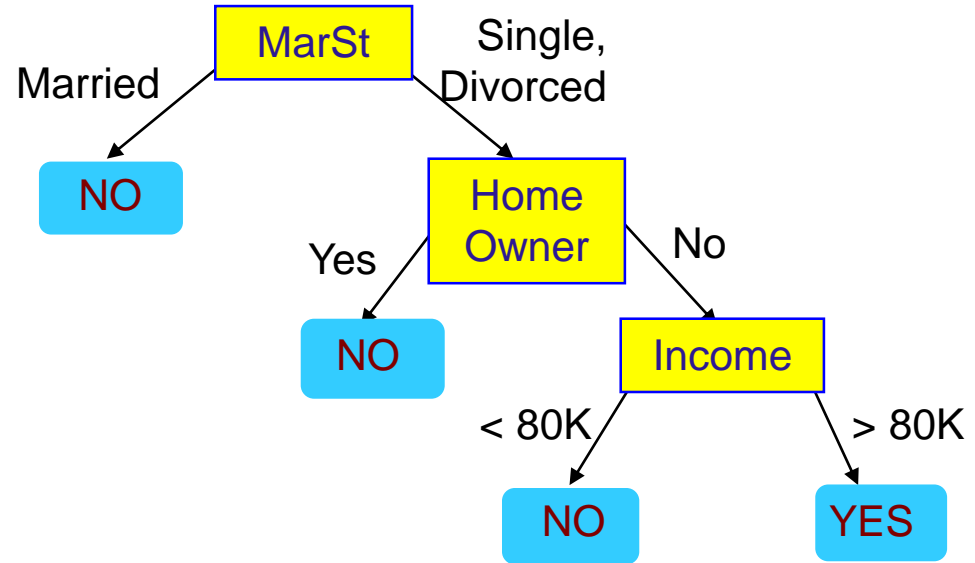 MarSt
Single,
Divorced
Married
NO
Home
Owner
Yes
No
NO
Income
< 80K
> 80K
NO
YES